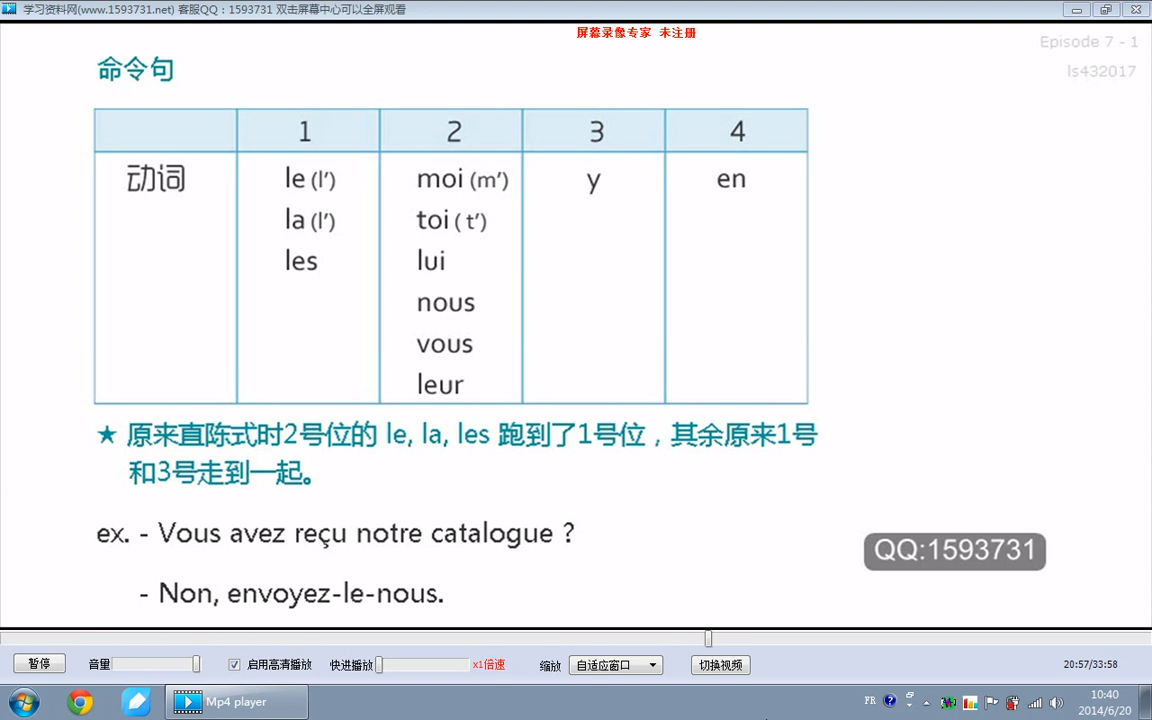 学习资料网(www.1593731.net) 客服QQ：1593731 双击屏幕中心可以全屏观看
屏幕录像专家 未注册
Episode 7 - 1
ls432017
命令句
1 2 3 4
动词 le (l’) moi (m’) y en
la (l’) toi ( t’)
les lui
nous
vous
leur
★ 原来直陈式时2号位的 le, la, les 跑到了1号位，其余原来1号
和3号走到一起。
ex. - Vous avez reçu notre catalogue ?
QQ:1593731
- Non, envoyez-le-nous.
暂停 音量 启用高清播放 快进播放 x1倍速 缩放 自适应窗口 切换视频 20:57/33:58
Mp4 player
FR
10:40
2014/6/20